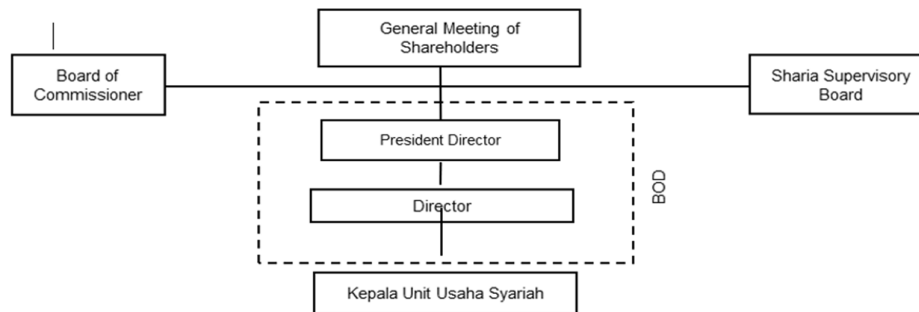 General Meeting of
Shareholders
Board of
Commissioner
Sharia Supervisory
Board
President Director
BOD
Director
Kepala Unit Usaha Syariah